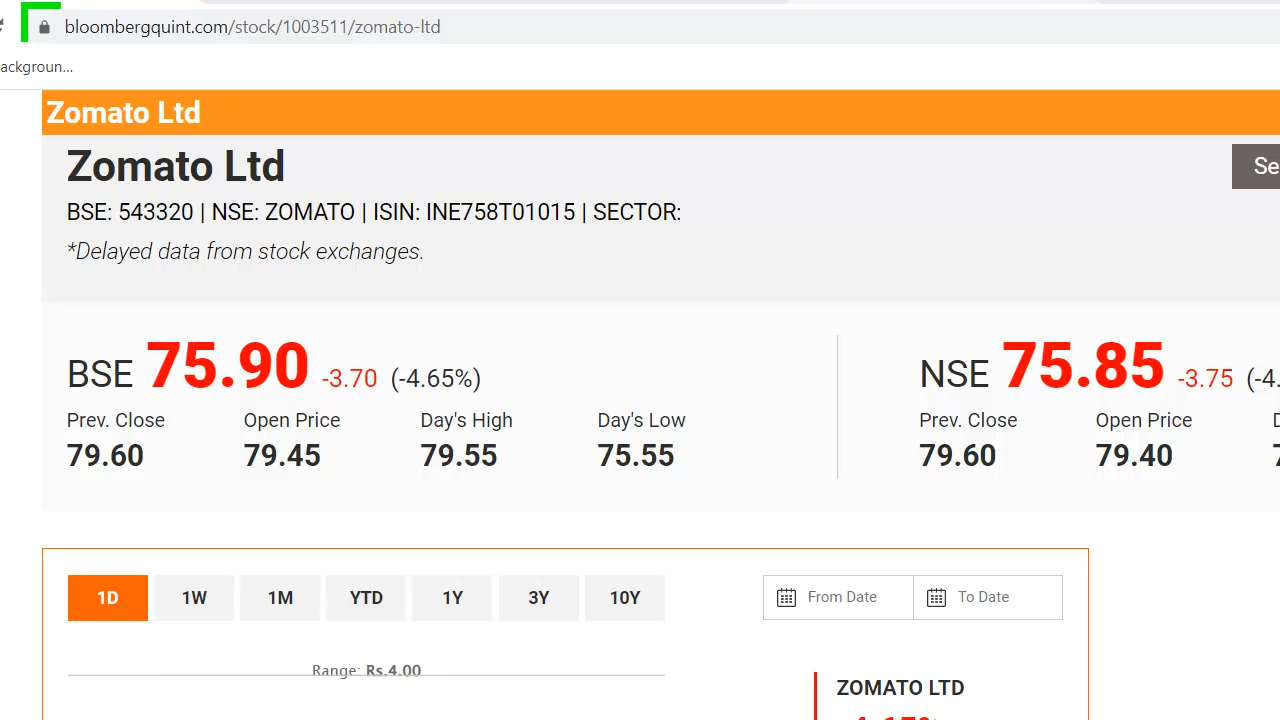 bloombergquint.com/stock/1003511/zomato-ltd
ackgroun...
Zomato Ltd
Zomato Ltd
Se
BSE: 543320 | NSE: ZOMATO | ISIN: INE758T01015 | SECTOR:
*Delayed data from stock exchanges.
BSE 75.90 -3.70 (-4.65%)
Prev. Close Open Price Day's High Day's Low
79.60 79.45 79.55 75.55
NSE 75.85 -3.75 (-4.
Prev. Close Open Price
79.60 79.40
1D 1W 1M YTD 1Y 3Y 10Y
From Date To Date
Range: Rs.4.00
ZOMATO LTD